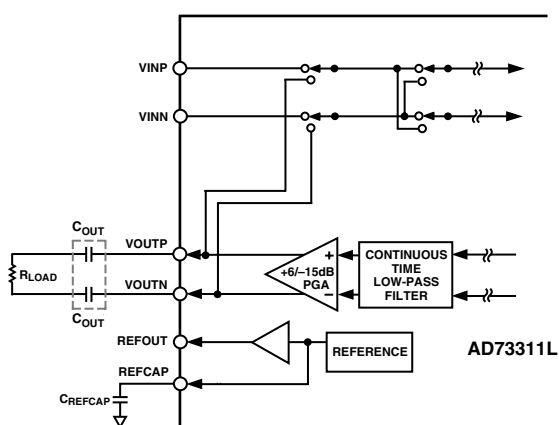 VINP
VINN
COUT
VOUTP
RLOAD
VOUTN
COUT
+
+6/–15dB
PGA
–
CONTINUOUS
TIME
LOW-PASS
FILTER
REFOUT
REFERENCE
AD73311L
REFCAP
CREFCAP